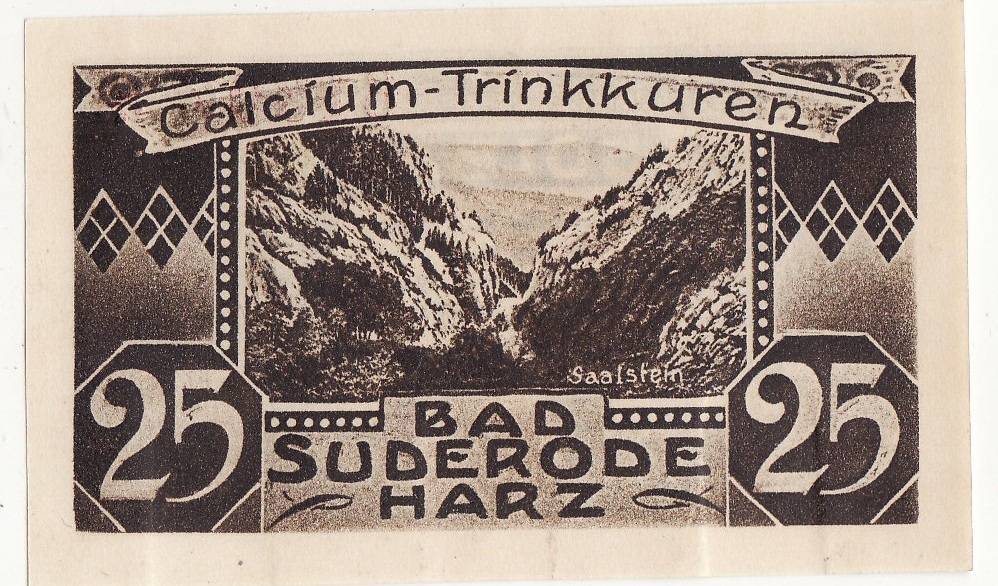 Calcium-Trinkkuren
Saalstein
25
BAD
SUDERODE
HARZ
25